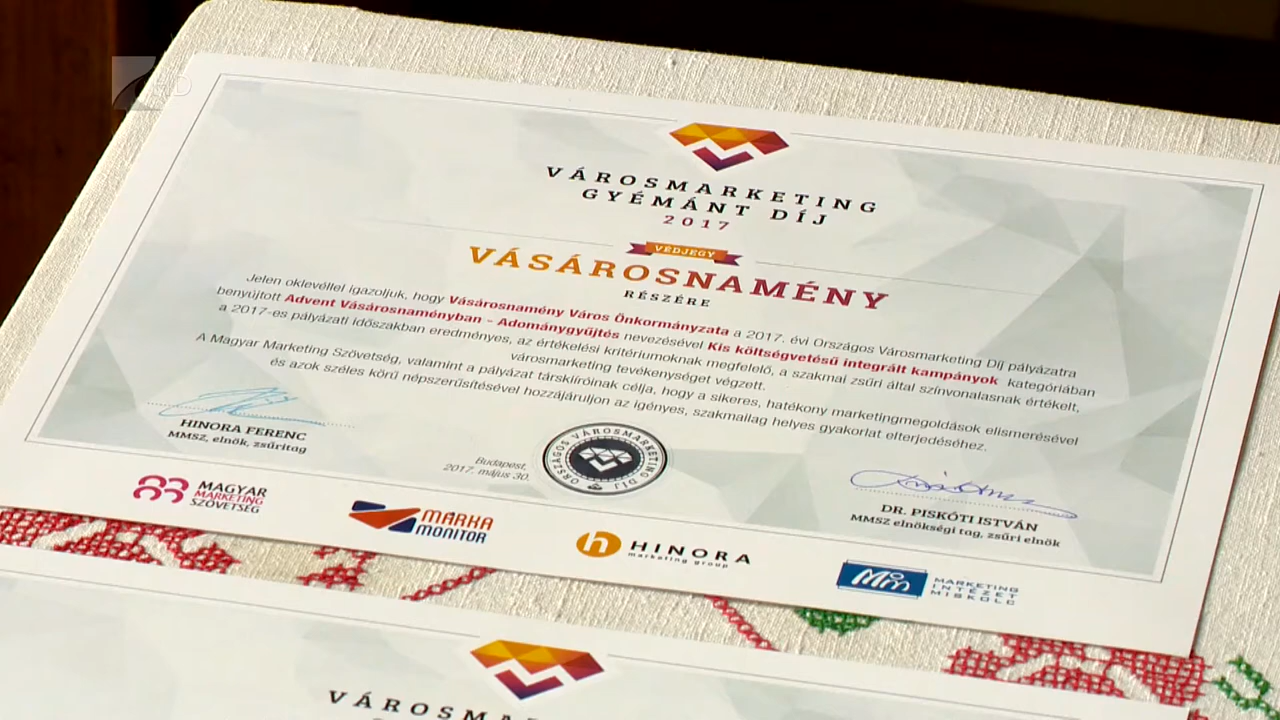 VÁROSMARKETING
GYÉMÁNT DÍJ
2017
VÉDJEGY
VÁSÁROSNAMÉNY
RÉSZÉRE
Jelen oklevéllel igazoljuk, hogy Vásárosnamény Város Önkormányzata a 2017. évi Országos Városmarketing Díj pályázatra
benyújtott Advent Vásárosnaményban – Adománygyűjtés nevezésével Kis költségvetésű integrált kampányok kategóriában
a 2017-es pályázati időszakban eredményes, az értékelési kritériumoknak megfelelő, a szakmai zsűri által színvonalasnak értékelt,
városmarketing tevékenységet végzett.
A Magyar Marketing Szövetség, valamint a pályázat társkiíróinak célja, hogy a sikeres, hatékony marketingmegoldások elismerésével
és azok széles körű népszerűsítésével hozzájáruljon az igényes, szakmailag helyes gyakorlat elterjedéséhez.
HINORA FERENC
MMSZ, elnök, zsűritag
Budapest,
2017. május 30.
ORSZÁGOS VÁROSMARKETING DÍJ
DR. PISKÓTI ISTVÁN
MMSZ elnökségi tag, zsűri elnök
MAGYAR
MARKETING
SZÖVETSÉG
MÁRKA
MONITOR
HINORA
marketing group
Mim
MARKETING
INTÉZET
MISKOLC
VÁROSMA